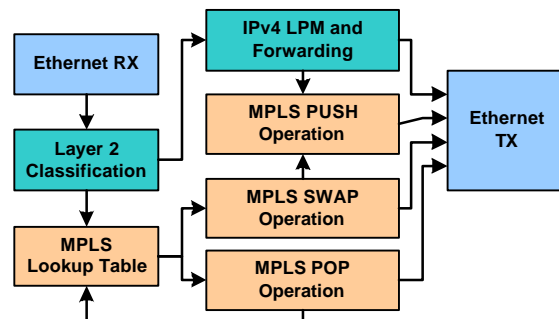 Ethernet RX
Layer 2
Classification
MPLS
Lookup Table
IPv4 LPM and
Forwarding
MPLS PUSH
Operation
MPLS SWAP
Operation
MPLS POP
Operation
Ethernet
TX